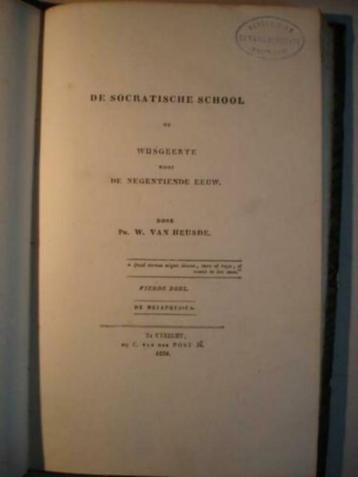 DE SOCRATISCHE SCHOOL
OF
WIJSGEERTE
VOOR
DE NEGENTIENDE EEUW.
DOOR
PH. W. VAN HEUSDE.
VIERDE DEEL.
DE METAPHYSICA.
TE UTRECHT,
BIJ C. VAN DER POST